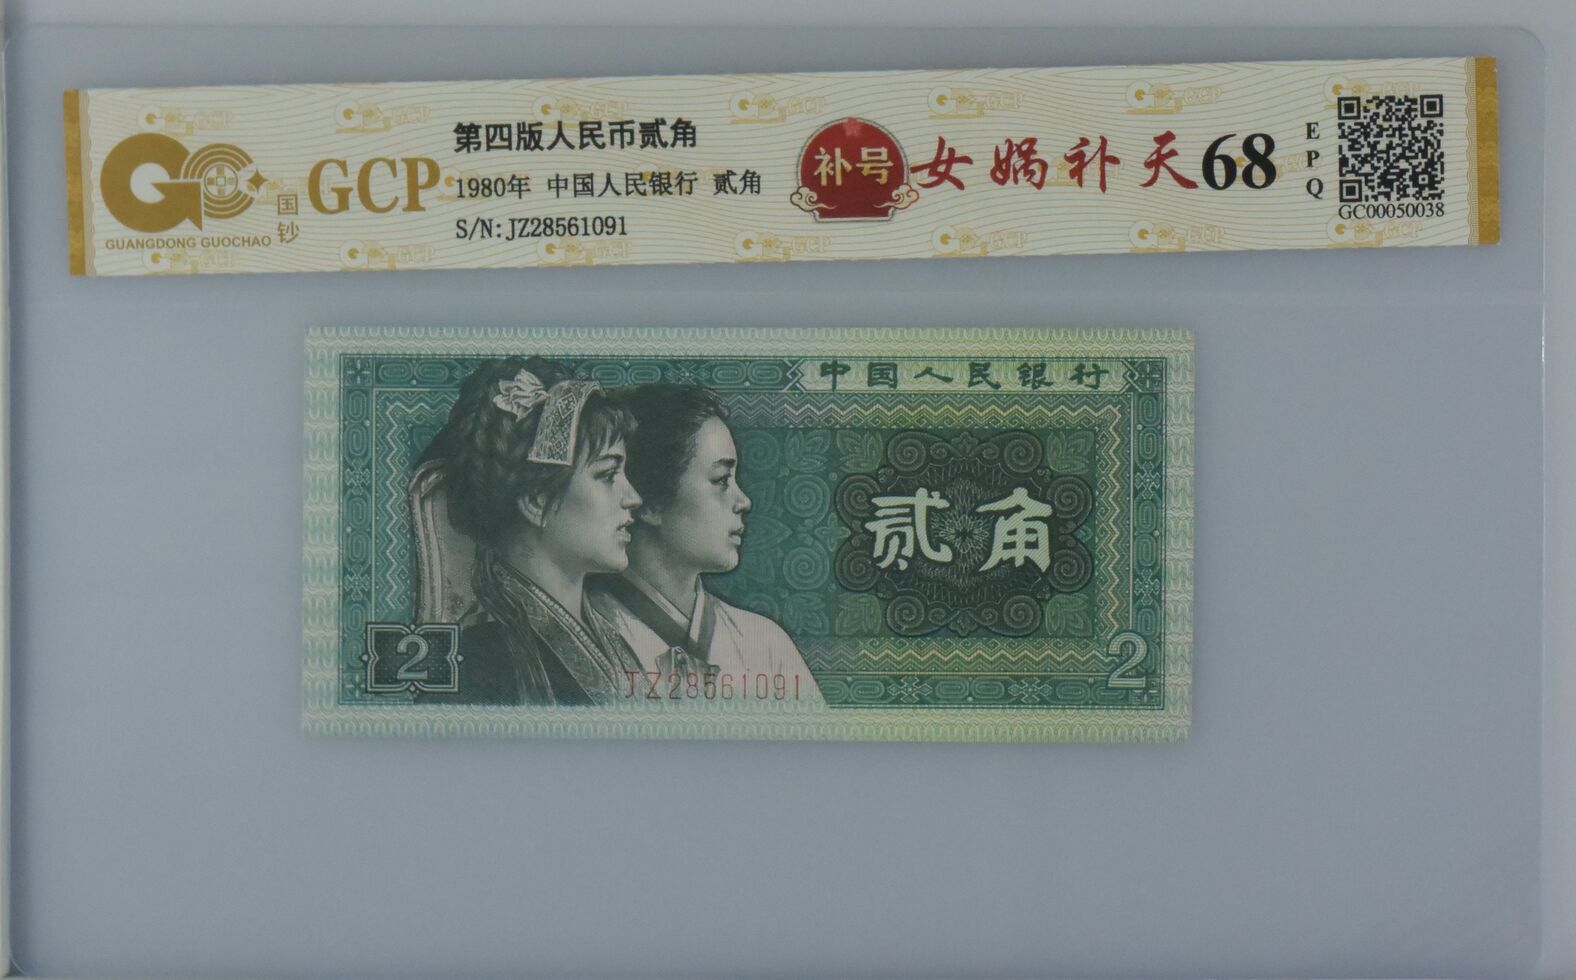 GUANGDONG GUOCHAO
国钞
GCP
第四版人民币贰角
1980年 中国人民银行 贰角
S/N: JZ28561091
补号
女娲补天
68
EPQ
GC00050038
中国人民银行
贰角
2
2
JZ28561091